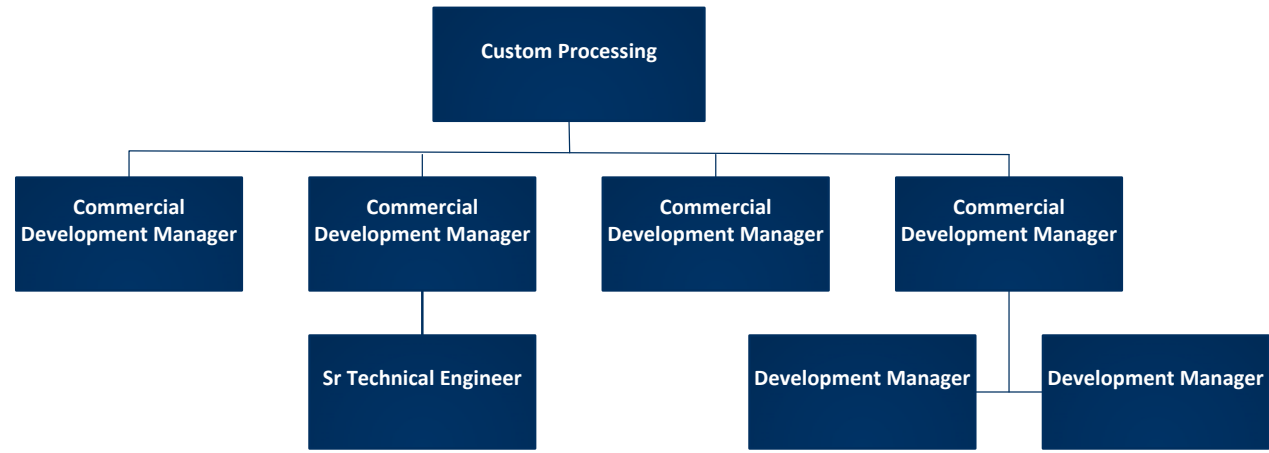 Custom Processing
Commercial
Development Manager
Commercial
Development Manager
Commercial
Development Manager
Commercial
Development Manager
Sr Technical Engineer
Development Manager
Development Manager